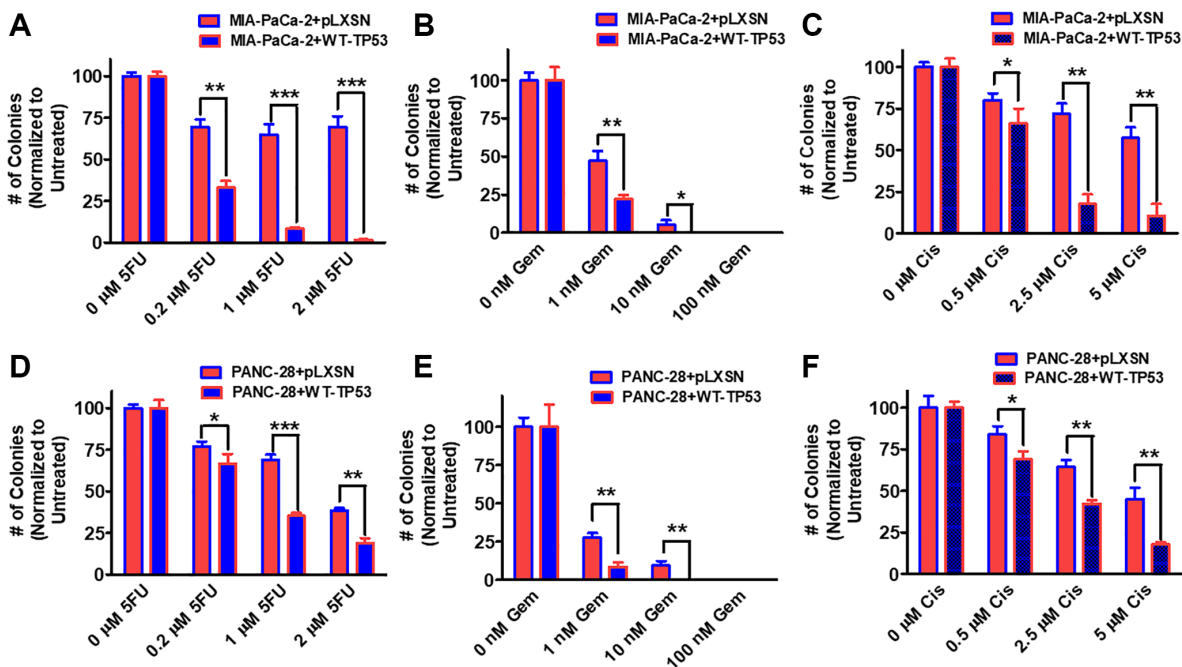 A
MIA-PaCa-2+pLXSN
MIA-PaCa-2+WT-TP53
# of Colonies
(Normalized to
Untreated)
100
75
50
25
0
**
***
***
0 µM 5FU
0.2 µM 5FU
1 µM 5FU
2 µM 5FU
B
MIA-PaCa-2+pLXSN
MIA-PaCa-2+WT-TP53
# of Colonies
(Normalized to
Untreated)
100
75
50
25
0
**
*
0 nM Gem
1 nM Gem
10 nM Gem
100 nM Gem
C
MIA-PaCa-2+pLXSN
MIA-PaCa-2+WT-TP53
# of Colonies
(Normalized to
Untreated)
100
75
50
25
0
*
**
**
0 µM Cis
0.5 µM Cis
2.5 µM Cis
5 µM Cis
D
PANC-28+pLXSN
PANC-28+WT-TP53
# of Colonies
(Normalized to
Untreated)
100
75
50
25
0
*
***
**
0 µM 5FU
0.2 µM 5FU
1 µM 5FU
2 µM 5FU
E
PANC-28+pLXSN
PANC-28+WT-TP53
# of Colonies
(Normalized to
Untreated)
100
75
50
25
0
**
**
0 nM Gem
1 nM Gem
10 nM Gem
100 nM Gem
F
PANC-28+pLXSN
PANC-28+WT-TP53
# of Colonies
(Normalized to
Untreated)
100
75
50
25
0
*
**
**
0 µM Cis
0.5 µM Cis
2.5 µM Cis
5 µM Cis